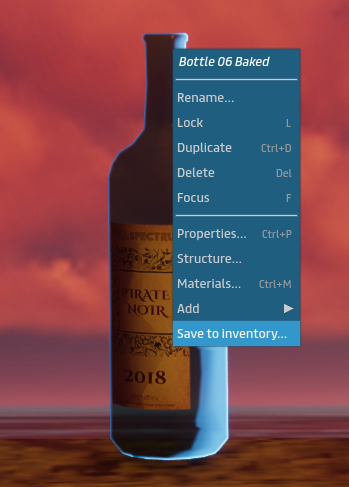 Bottle 06 Baked
Rename...
Lock L
Duplicate Ctrl+D
Delete Del
Focus F
Properties... Ctrl+P
Structure...
Materials... Ctrl+M
Add
Save to inventory...
PIRATE
NOIR
2018